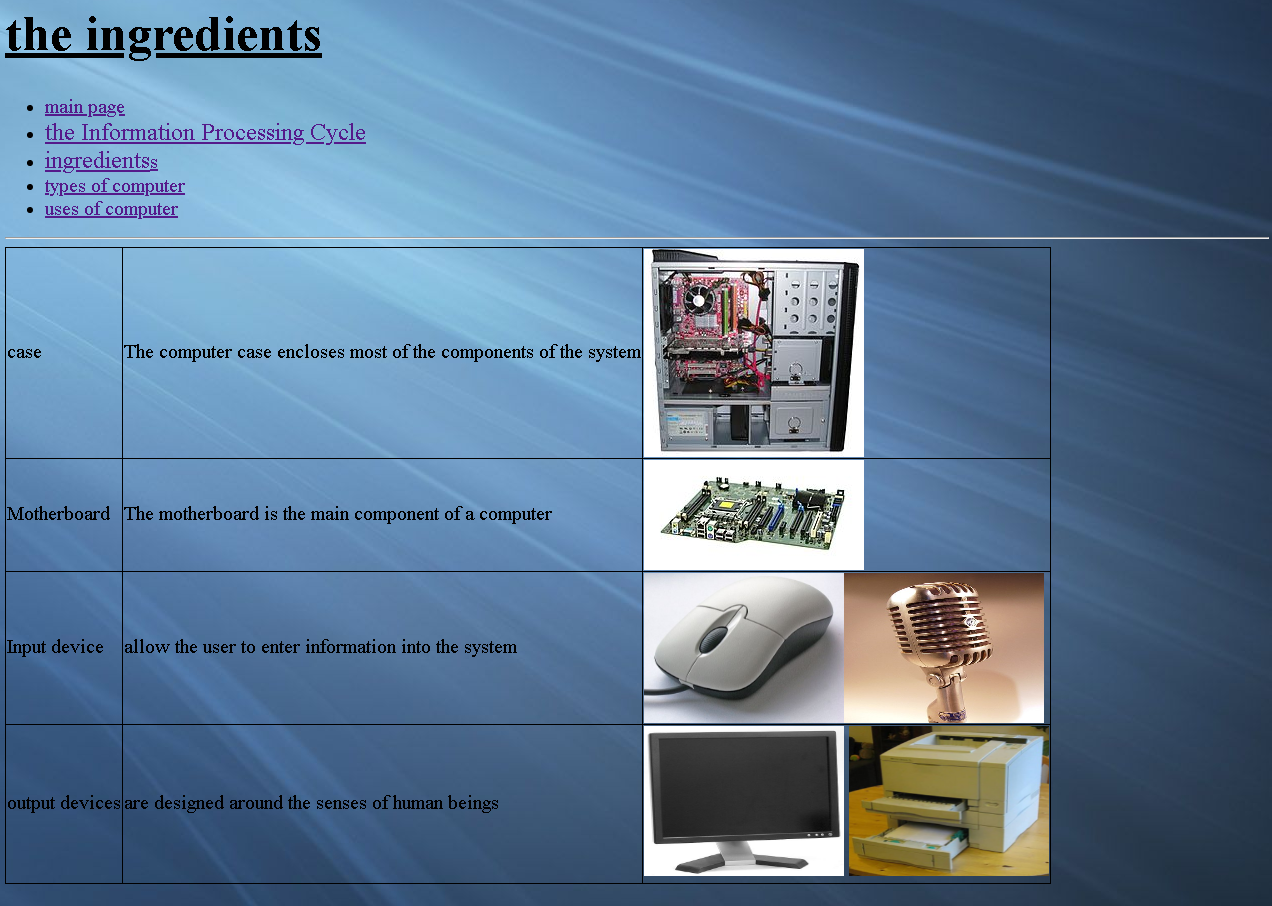 the ingredients
main page
the Information Processing Cycle
ingredientss
types of computer
uses of computer
case
The computer case encloses most of the components of the system
Motherboard
The motherboard is the main component of a computer
Input device
allow the user to enter information into the system
output devices
are designed around the senses of human beings